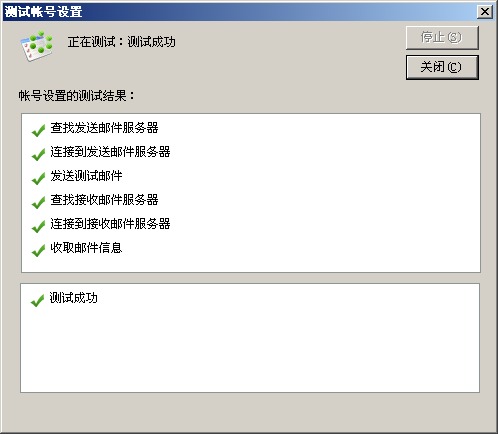 测试帐号设置
正在测试：测试成功
停止(S)
关闭(C)
帐号设置的测试结果：
查找发送邮件服务器
连接到发送邮件服务器
发送测试邮件
查找接收邮件服务器
连接到接收邮件服务器
收取邮件信息
测试成功